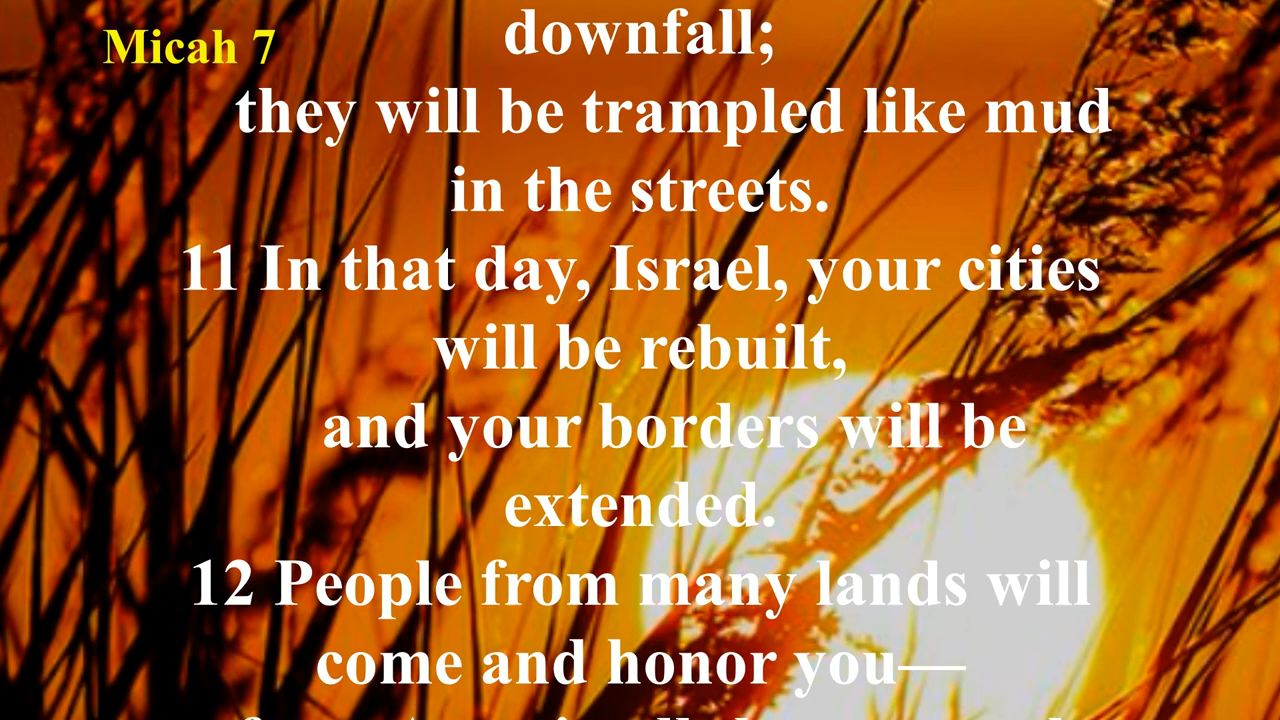 Micah 7
downfall;
they will be trampled like mud
in the streets.
11 In that day, Israel, your cities
will be rebuilt,
and your borders will be
extended.
12 People from many lands will
come and honor you—